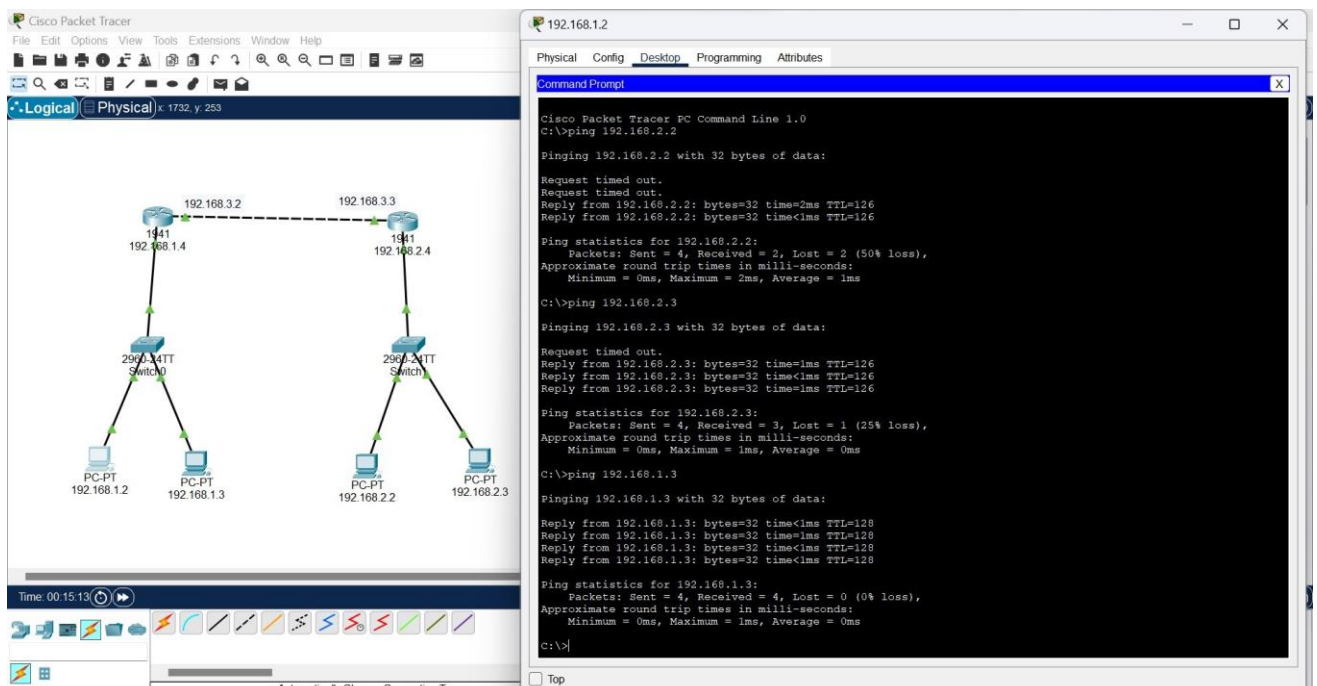 Cisco Packet Tracer
File Edit Options View Tools Extensions Window Help
Logical Physical x: 1732, y: 253
192.168.3.2
192.168.3.3
1941
192.168.1.4
1941
192.168.2.4
2960-24TT
Switch0
2960-24TT
Switch1
PC-PT
192.168.1.2
PC-PT
192.168.1.3
PC-PT
192.168.2.2
PC-PT
192.168.2.3
Time: 00:15:13
192.168.1.2
Physical Config Desktop Programming Attributes
Command Prompt
X
Cisco Packet Tracer PC Command Line 1.0
C:\>ping 192.168.2.2
Pinging 192.168.2.2 with 32 bytes of data:
Request timed out.
Request timed out.
Reply from 192.168.2.2: bytes=32 time=2ms TTL=126
Reply from 192.168.2.2: bytes=32 time<1ms TTL=126
Ping statistics for 192.168.2.2:
Packets: Sent = 4, Received = 2, Lost = 2 (50% loss),
Approximate round trip times in milli-seconds:
Minimum = 0ms, Maximum = 2ms, Average = 1ms
C:\>ping 192.168.2.3
Pinging 192.168.2.3 with 32 bytes of data:
Request timed out.
Reply from 192.168.2.3: bytes=32 time=1ms TTL=126
Reply from 192.168.2.3: bytes=32 time<1ms TTL=126
Reply from 192.168.2.3: bytes=32 time=1ms TTL=126
Ping statistics for 192.168.2.3:
Packets: Sent = 4, Received = 3, Lost = 1 (25% loss),
Approximate round trip times in milli-seconds:
Minimum = 0ms, Maximum = 1ms, Average = 0ms
C:\>ping 192.168.1.3
Pinging 192.168.1.3 with 32 bytes of data:
Reply from 192.168.1.3: bytes=32 time<1ms TTL=128
Reply from 192.168.1.3: bytes=32 time=1ms TTL=128
Reply from 192.168.1.3: bytes=32 time<1ms TTL=128
Reply from 192.168.1.3: bytes=32 time<1ms TTL=128
Ping statistics for 192.168.1.3:
Packets: Sent = 4, Received = 4, Lost = 0 (0% loss),
Approximate round trip times in milli-seconds:
Minimum = 0ms, Maximum = 1ms, Average = 0ms
C:\>
Top